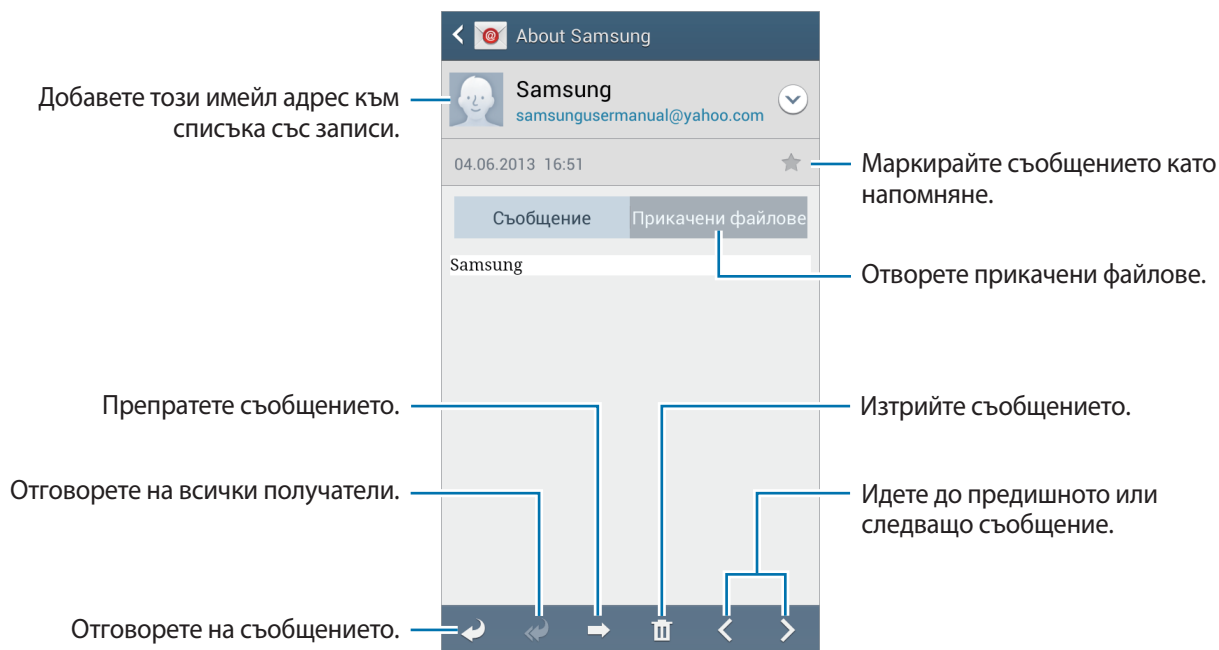 About Samsung
Добавете този имейл адрес към
списъка със записи.
Samsung
samsungusermanual@yahoo.com
04.06.2013 16:51
Маркирайте съобщението като
напомняне.
Съобщение
Прикачени файлове
Samsung
Отворете прикачени файлове.
Препратете съобщението.
Изтрийте съобщението.
Отговорете на всички получатели.
Идете до предишното или
следващо съобщение.
Отговорете на съобщението.